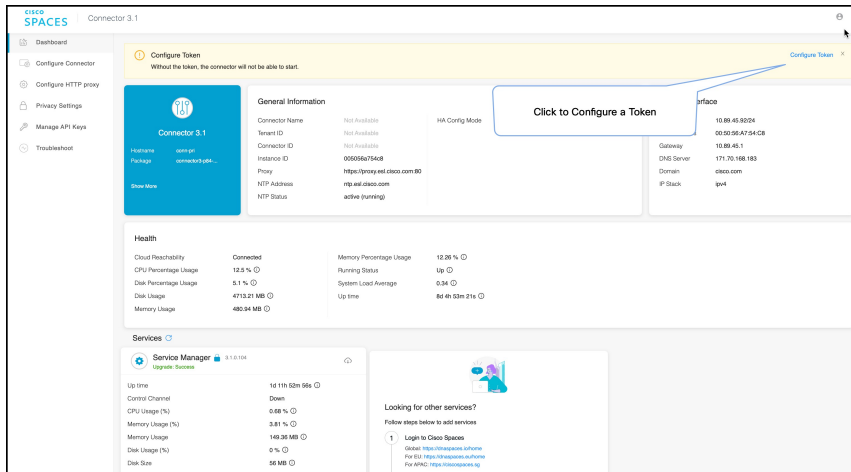 CISCO
SPACES
Connector 3.1
Dashboard
Configure Connector
Configure HTTP proxy
Privacy Settings
Manage API Keys
Troubleshoot
Configure Token
Without the token, the connector will not be able to start.
Configure Token
Click to Configure a Token
Connector 3.1
Hostname conn-pri
Package connector3-p84-...
Show More
General Information
Connector Name Not Available
Tenant ID Not Available
Connector ID Not Available
Instance ID 005056a754c8
Proxy https://proxy.esl.cisco.com:80
NTP Address ntp.esl.cisco.com
NTP Status active (running)
HA Config Mode
erface
10.89.45.92/24
00:50:56:A7:54:C8
Gateway 10.89.45.1
DNS Server 171.70.168.183
Domain cisco.com
IP Stack ipv4
Health
Cloud Reachability Connected
CPU Percentage Usage 12.5 %
Disk Percentage Usage 5.1 %
Disk Usage 4713.21 MB
Memory Usage 480.94 MB
Memory Percentage Usage 12.26 %
Running Status Up
System Load Average 0.34
Up time 8d 4h 53m 21s
Services
Service Manager 3.1.0.104
Upgrade: Success
Up time 1d 11h 52m 56s
Control Channel Down
CPU Usage (%) 0.68 %
Memory Usage (%) 3.81 %
Memory Usage 149.36 MB
Disk Usage (%) 0 %
Disk Size 56 MB
Looking for other services?
Follow steps below to add services
1 Login to Cisco Spaces
Global: https://dnaspaces.io/home
For EU: https://dnaspaces.eu/home
For APAC: https://ciscospaces.sg